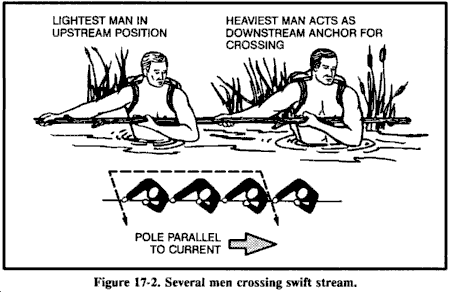 LIGHTEST MAN IN
UPSTREAM POSITION
HEAVIEST MAN ACTS AS
DOWNSTREAM ANCHOR FOR
CROSSING
POLE PARALLEL
TO CURRENT
Figure 17-2. Several men crossing swift stream.